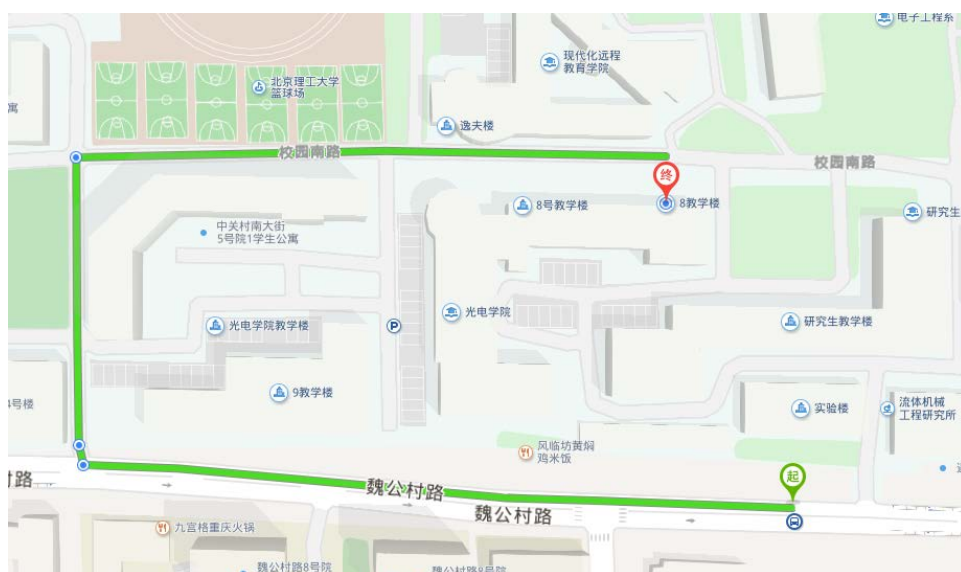 电子工程系
现代化远程
教育学院
北京理工大学
篮球场
寓
逸夫楼
校园南路
校园南路
终
8号教学楼
8教学楼
研究生
中关村南大街
5号院1学生公寓
光电学院
光电学院教学楼
P
研究生教学楼
9教学楼
号楼
实验楼
流体机械
工程研究所
风临坊黄焖
鸡米饭
起
村路
魏公村路
魏公村路
九宫格重庆火锅
魏公村路8号院
魏公村路8号院